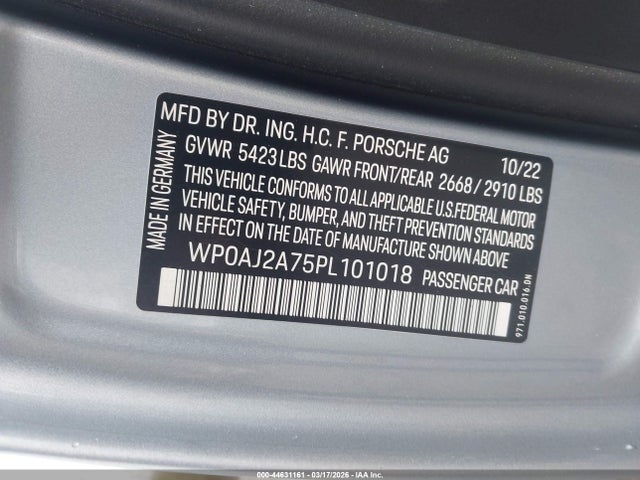 MFD BY DR. ING. H.C. F. PORSCHE AG 10/22
GVWR 5423 LBS GAWR FRONT/REAR 2668 / 2910 LBS
THIS VEHICLE CONFORMS TO ALL APPLICABLE U.S.FEDERAL MOTOR
VEHICLE SAFETY, BUMPER, AND THEFT PREVENTION STANDARDS
IN EFFECT ON THE DATE OF MANUFACTURE SHOWN ABOVE
WP0AJ2A75PL101018 PASSENGER CAR
MADE IN GERMANY
971.010.016.DN
000-44631161 - 03/17/2026 - IAA Inc.